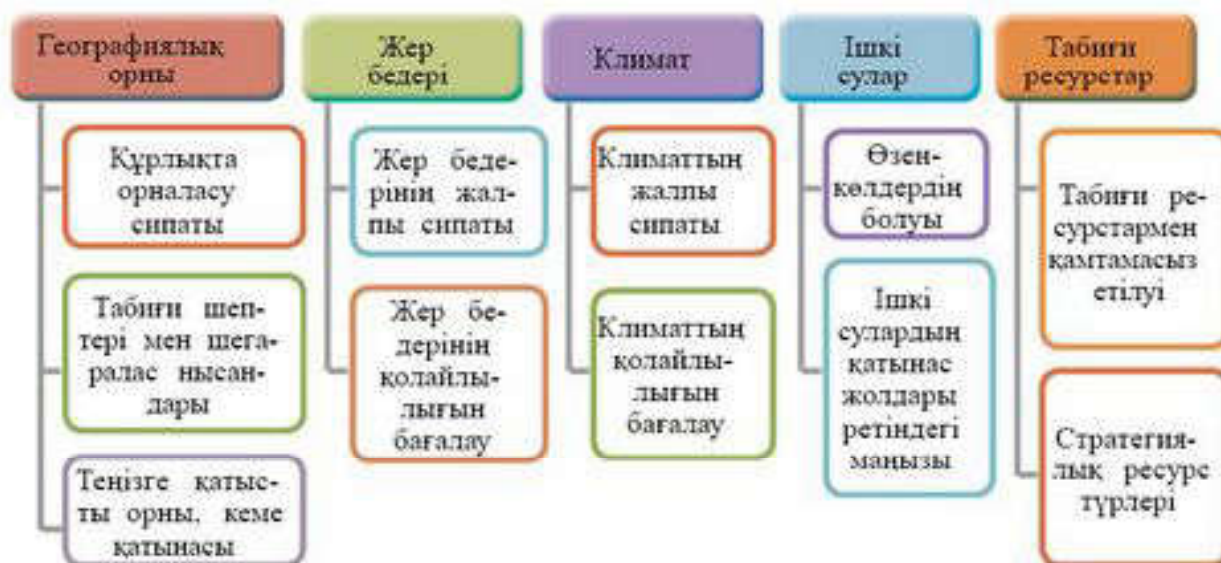 Географиялық
орны
Құрлықта
орналасу
сипаты
Табиғи шеп-
тері мен шега-
ралас нысан-
дары
Теңізге қатыс-
ты орны, кеме
қатынасы
Жер
бедері
Жер беде-
рінің жал-
пы сипаты
Жер бе-
дерінің
қолайлы-
лығын
бағалау
Климат
Климаттың
жалпы
сипаты
Климаттың
қолайлы-
лығын
бағалау
Ішкі
сулар
Өзен-
көлдердің
болуы
Ішкі
сулардың
қатынас
жолдары
ретіндегі
маңызы
Табиғи
ресурстар
Табиғи ре-
сурстармен
қамтамасыз
етілуі
Стратегия-
лық ресурс
түрлері